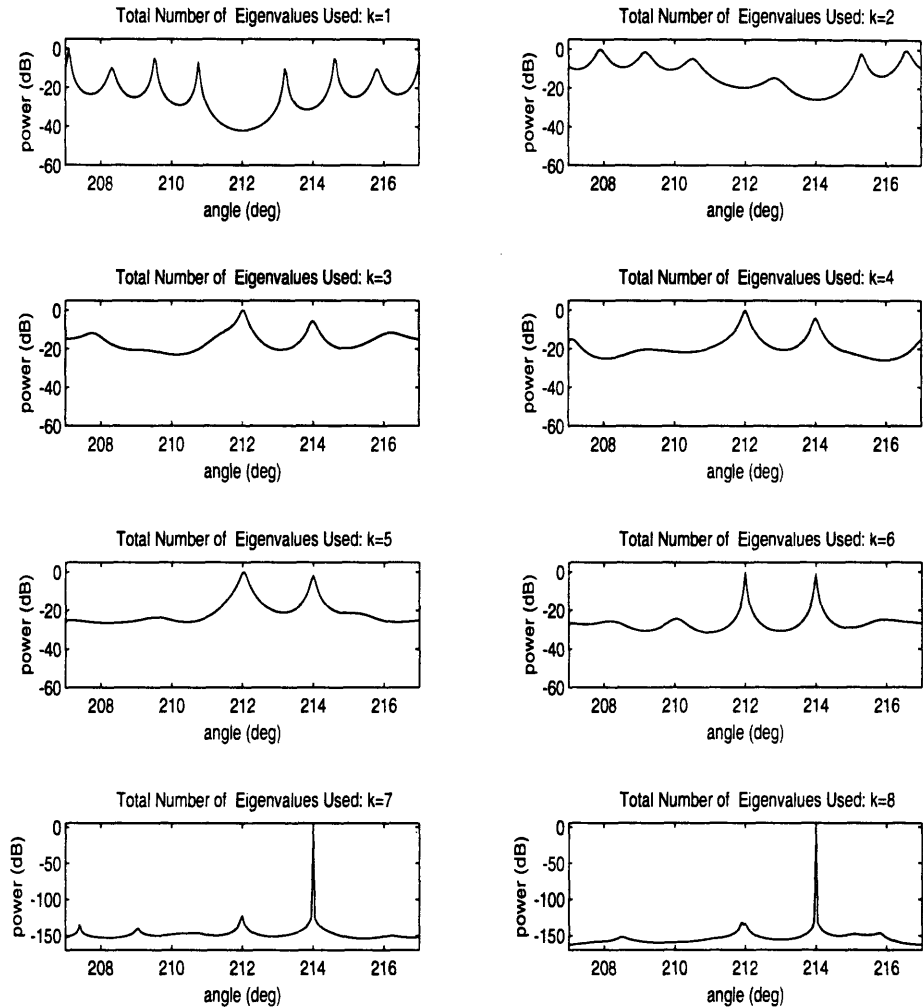 Total Number of Eigenvalues Used: k=1
power (dB)
0
-20
-40
-60
208 210 212 214 216
angle (deg)
Total Number of Eigenvalues Used: k=2
power (dB)
0
-20
-40
-60
208 210 212 214 216
angle (deg)
Total Number of Eigenvalues Used: k=3
power (dB)
0
-20
-40
-60
208 210 212 214 216
angle (deg)
Total Number of Eigenvalues Used: k=4
power (dB)
0
-20
-40
-60
208 210 212 214 216
angle (deg)
Total Number of Eigenvalues Used: k=5
power (dB)
0
-20
-40
-60
208 210 212 214 216
angle (deg)
Total Number of Eigenvalues Used: k=6
power (dB)
0
-20
-40
-60
208 210 212 214 216
angle (deg)
Total Number of Eigenvalues Used: k=7
power (dB)
0
-50
-100
-150
208 210 212 214 216
angle (deg)
Total Number of Eigenvalues Used: k=8
power (dB)
0
-50
-100
-150
208 210 212 214 216
angle (deg)